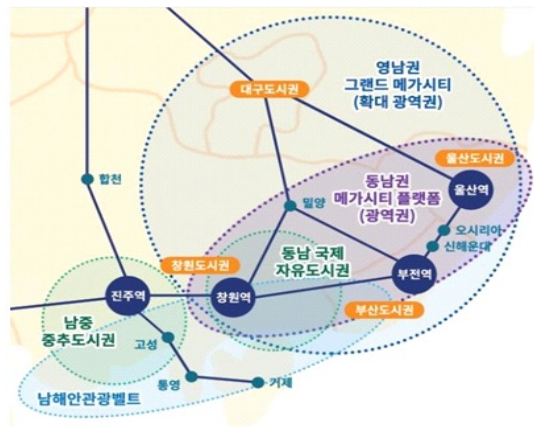 영남권
그랜드 메가시티
(확대 광역권)
대구도시권
울산도시권
합천
동남권
메가시티 플랫폼
(광역권)
울산역
밀양
오시리아
신해운대
동남 국제
자유도시권
창원도시권
부전역
진주역
창원역
부산도시권
남중
중추도시권
고성
통영
거제
남해안관광벨트